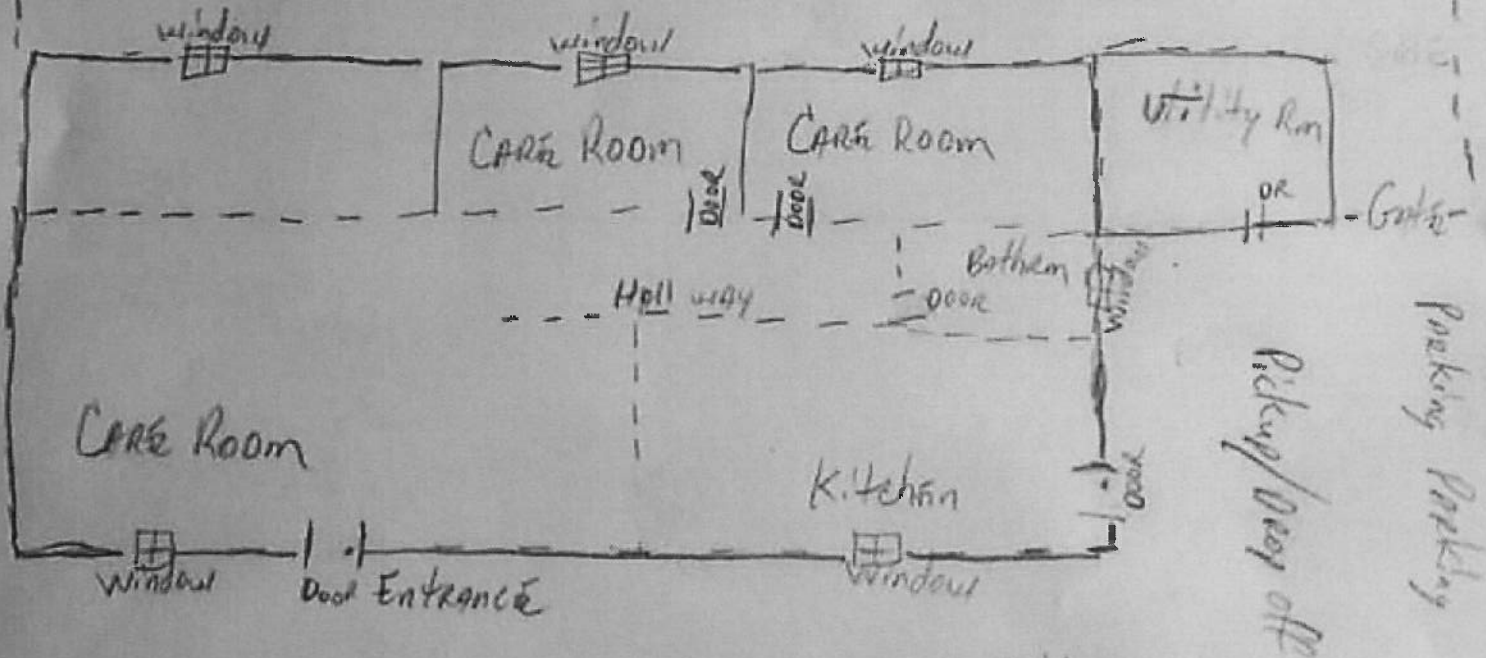 Window
Window
Window
CARE ROOM
CARE ROOM
Utility Rm
DOOR
DOOR
DR
GATE
Bathrm
Window
Hall WAY
DOOR
CARE ROOM
Kitchen
DOOR
Pickup/Drop off
Parking Parking
Window
Door ENTRANCE
Window